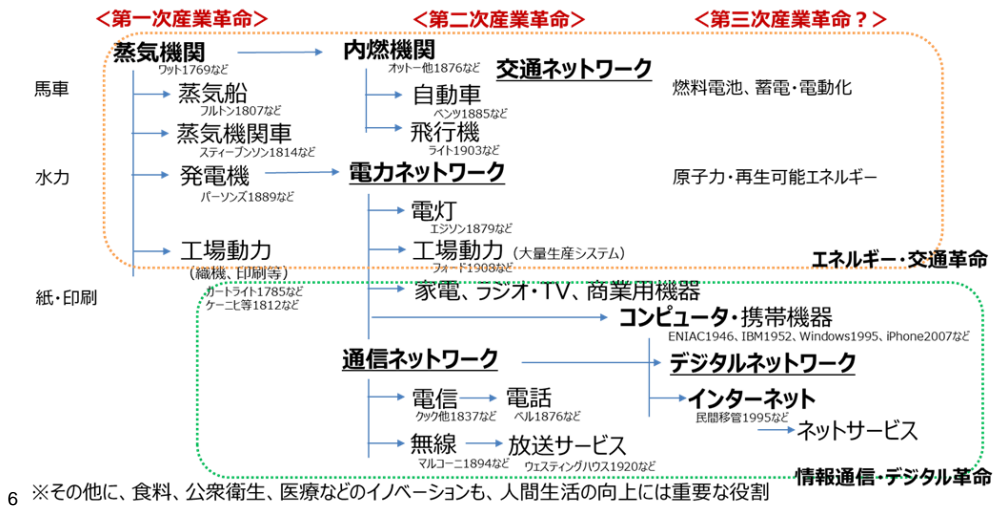 <第一次産業革命>
<第二次産業革命>
<第三次産業革命？>
蒸気機関
ワット1769など
内燃機関
オットー他1876など
交通ネットワーク
馬車
蒸気船
フルトン1807など
自動車
ベンツ1885など
燃料電池、蓄電・電動化
蒸気機関車
スティーブンソン1814など
飛行機
ライト1903など
水力
発電機
パーソンズ1889など
電力ネットワーク
原子力・再生可能エネルギー
電灯
エジソン1879など
工場動力
（織機、印刷等）
カートライト1785など
ケーニヒ等1812など
工場動力（大量生産システム）
フォード1908など
エネルギー・交通革命
紙・印刷
家電、ラジオ・TV、商業用機器
コンピュータ・携帯機器
ENIAC1946、IBM1952、Windows1995、iPhone2007など
通信ネットワーク
デジタルネットワーク
電信
クック他1837など
電話
ベル1876など
インターネット
民間移管1995など
無線
マルコーニ1894など
放送サービス
ウェスティングハウス1920など
ネットサービス
情報通信・デジタル革命
6
※その他に、食料、公衆衛生、医療などのイノベーションも、人間生活の向上には重要な役割